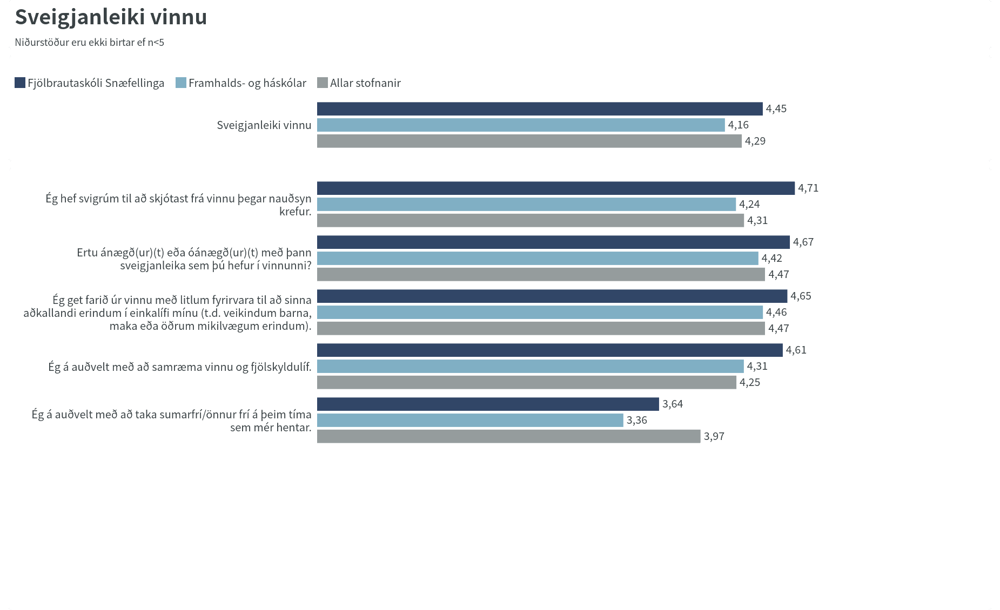 Sveigjanleiki vinnu
Niðurstöður eru ekki birtar ef n<5
Fjölbrautaskóli Snæfellinga Framhalds- og háskólar Allar stofnanir
Sveigjanleiki vinnu
4,45
4,16
4,29
Ég hef svigrúm til að skjótast frá vinnu þegar nauðsyn
krefur.
4,71
4,24
4,31
Ertu ánægð(ur)(t) eða óánægð(ur)(t) með þann
sveigjanleika sem þú hefur í vinnunni?
4,67
4,42
4,47
Ég get farið úr vinnu með litlum fyrirvara til að sinna
aðkallandi erindum í einkalífi mínu (t.d. veikindum barna,
maka eða öðrum mikilvægum erindum).
4,65
4,46
4,47
Ég á auðvelt með að samræma vinnu og fjölskyldulíf.
4,61
4,31
4,25
Ég á auðvelt með að taka sumarfrí/önnur frí á þeim tíma
sem mér hentar.
3,64
3,36
3,97